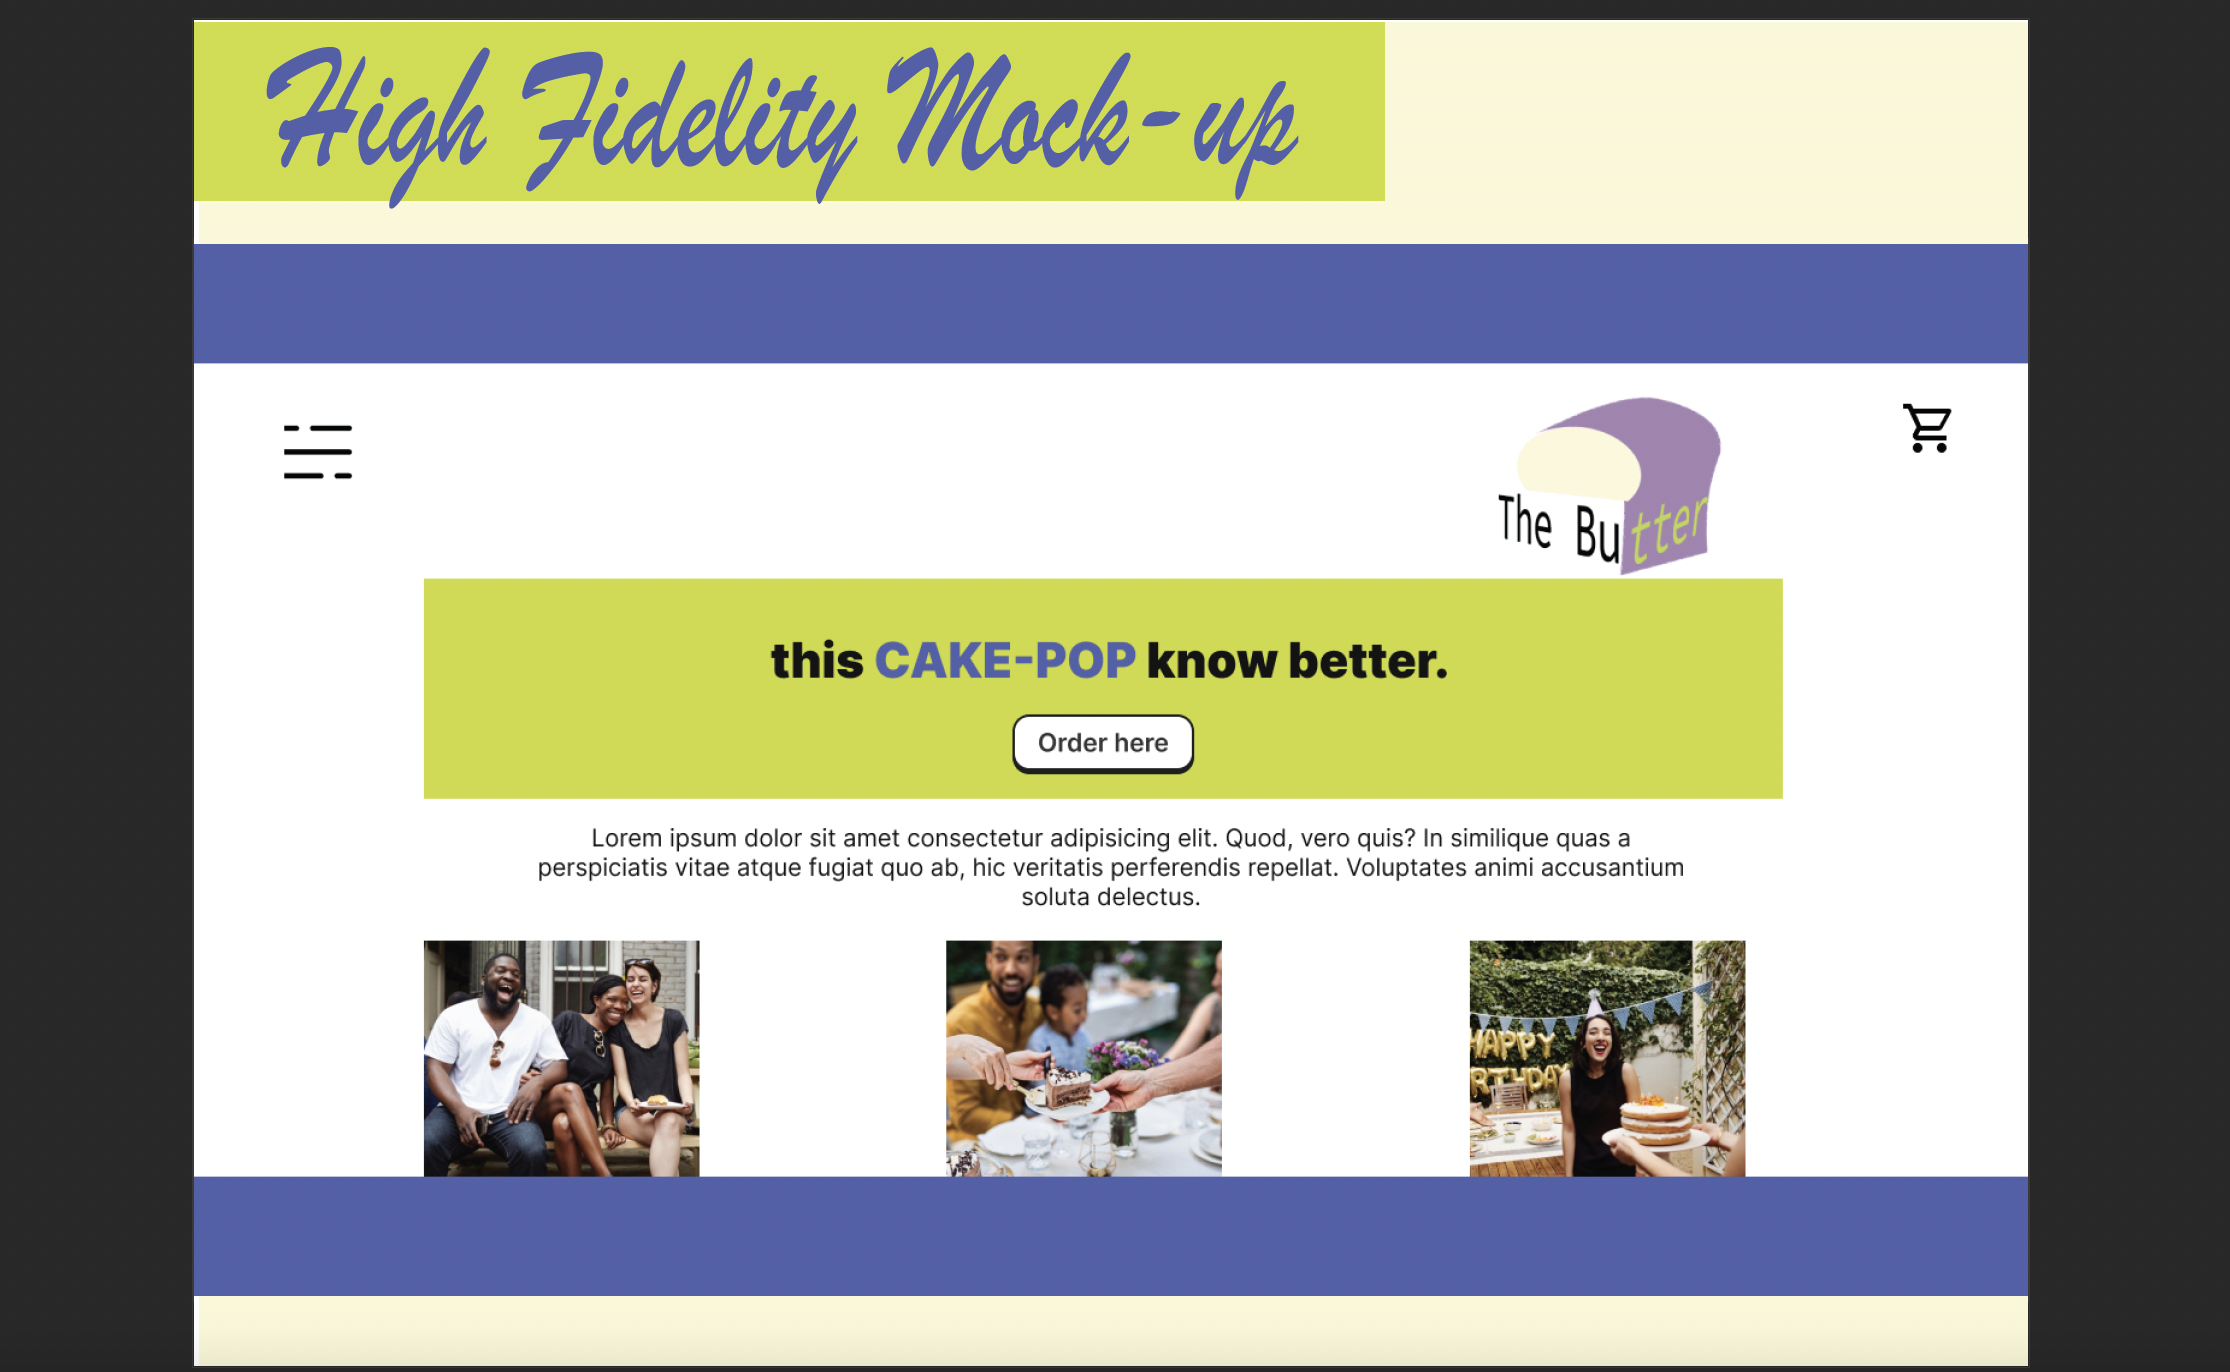 High Fidelity Mock-up
The Butter
this CAKE-POP know better.
Order here
Lorem ipsum dolor sit amet consectetur adipisicing elit. Quod, vero quis? In similique quas a
perspiciatis vitae atque fugiat quo ab, hic veritatis perferendis repellat. Voluptates animi accusantium
soluta delectus.
HAPPY
RTHDAY